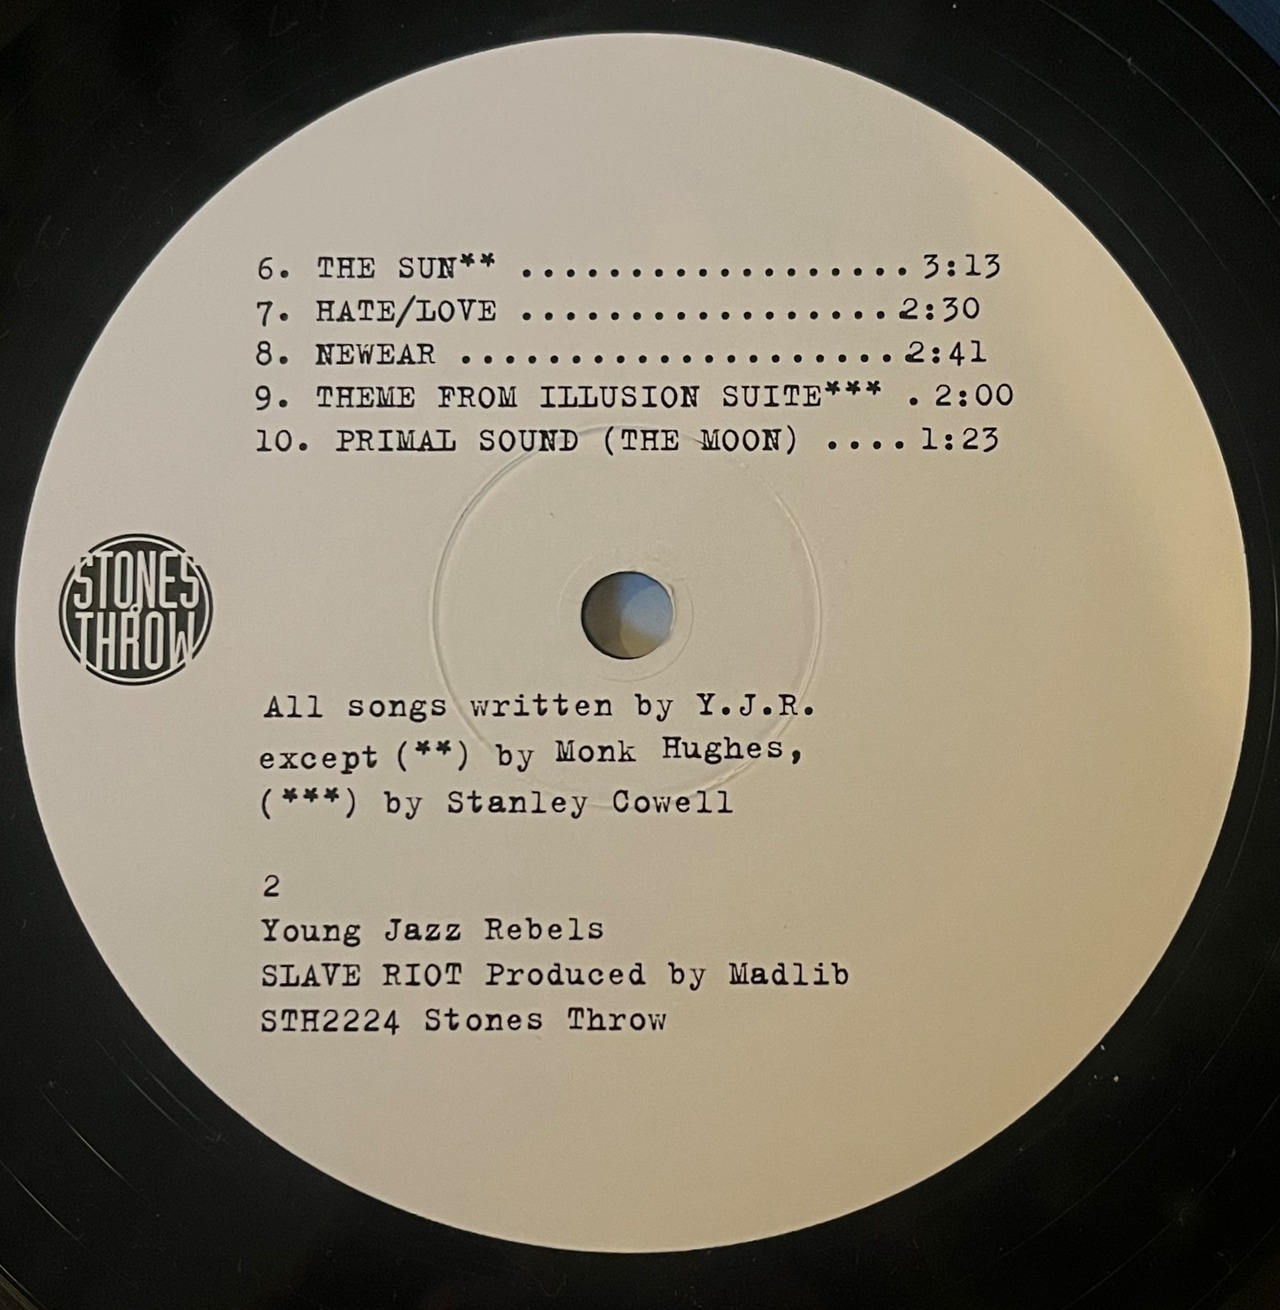 6. THE SUN** ................... 3:13
7. HATE/LOVE ..................2:30
8. NEWEAR .....................2:41
9. THEME FROM ILLUSION SUITE*** . 2:00
10. PRIMAL SOUND (THE MOON) .... 1:23
STONES
THROW
All songs written by Y.J.R.
except (**) by Monk Hughes,
(***) by Stanley Cowell
2
Young Jazz Rebels
SLAVE RIOT Produced by Madlib
STH2224 Stones Throw